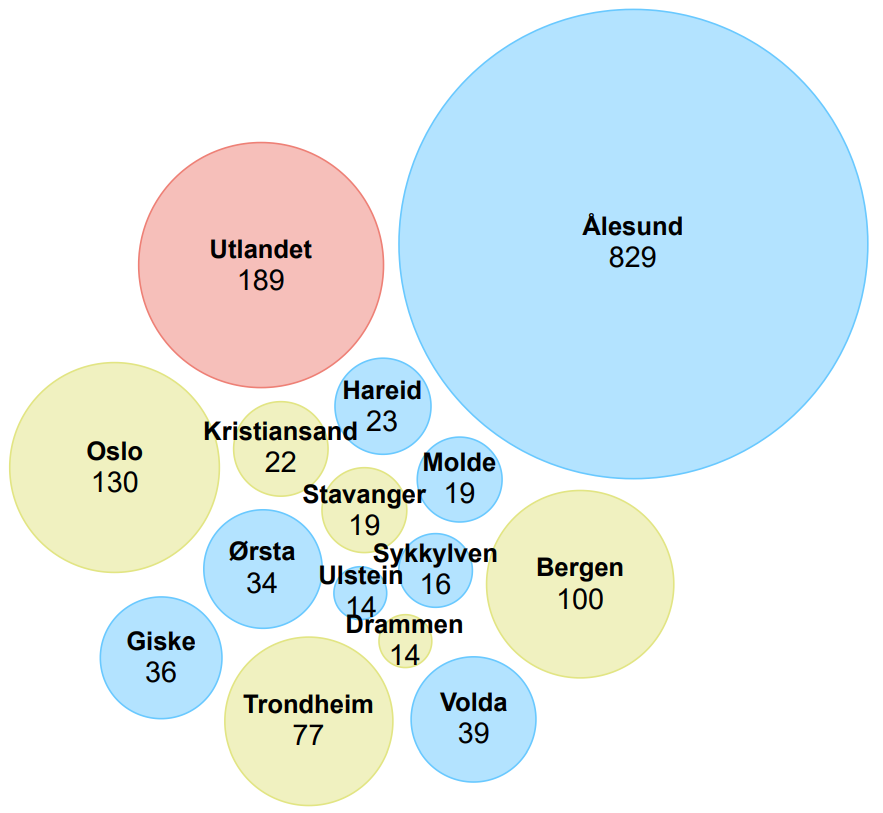 Ålesund
829
Utlandet
189
Hareid
23
Kristiansand
22
Oslo
130
Molde
19
Stavanger
19
Ørsta
34
Sykkylven
16
Ulstein
14
Bergen
100
Drammen
14
Giske
36
Trondheim
77
Volda
39